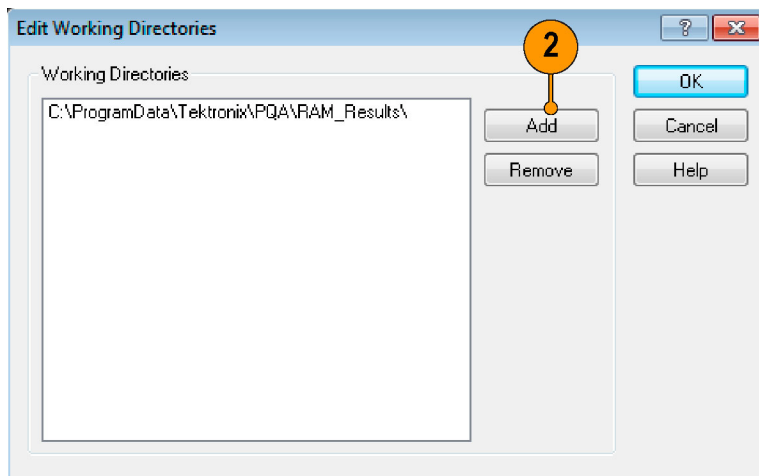 Edit Working Directories
?
2
Working Directories
OK
C:\ProgramData\Tektronix\PQA\RAM_Results\
Add
Cancel
Remove
Help